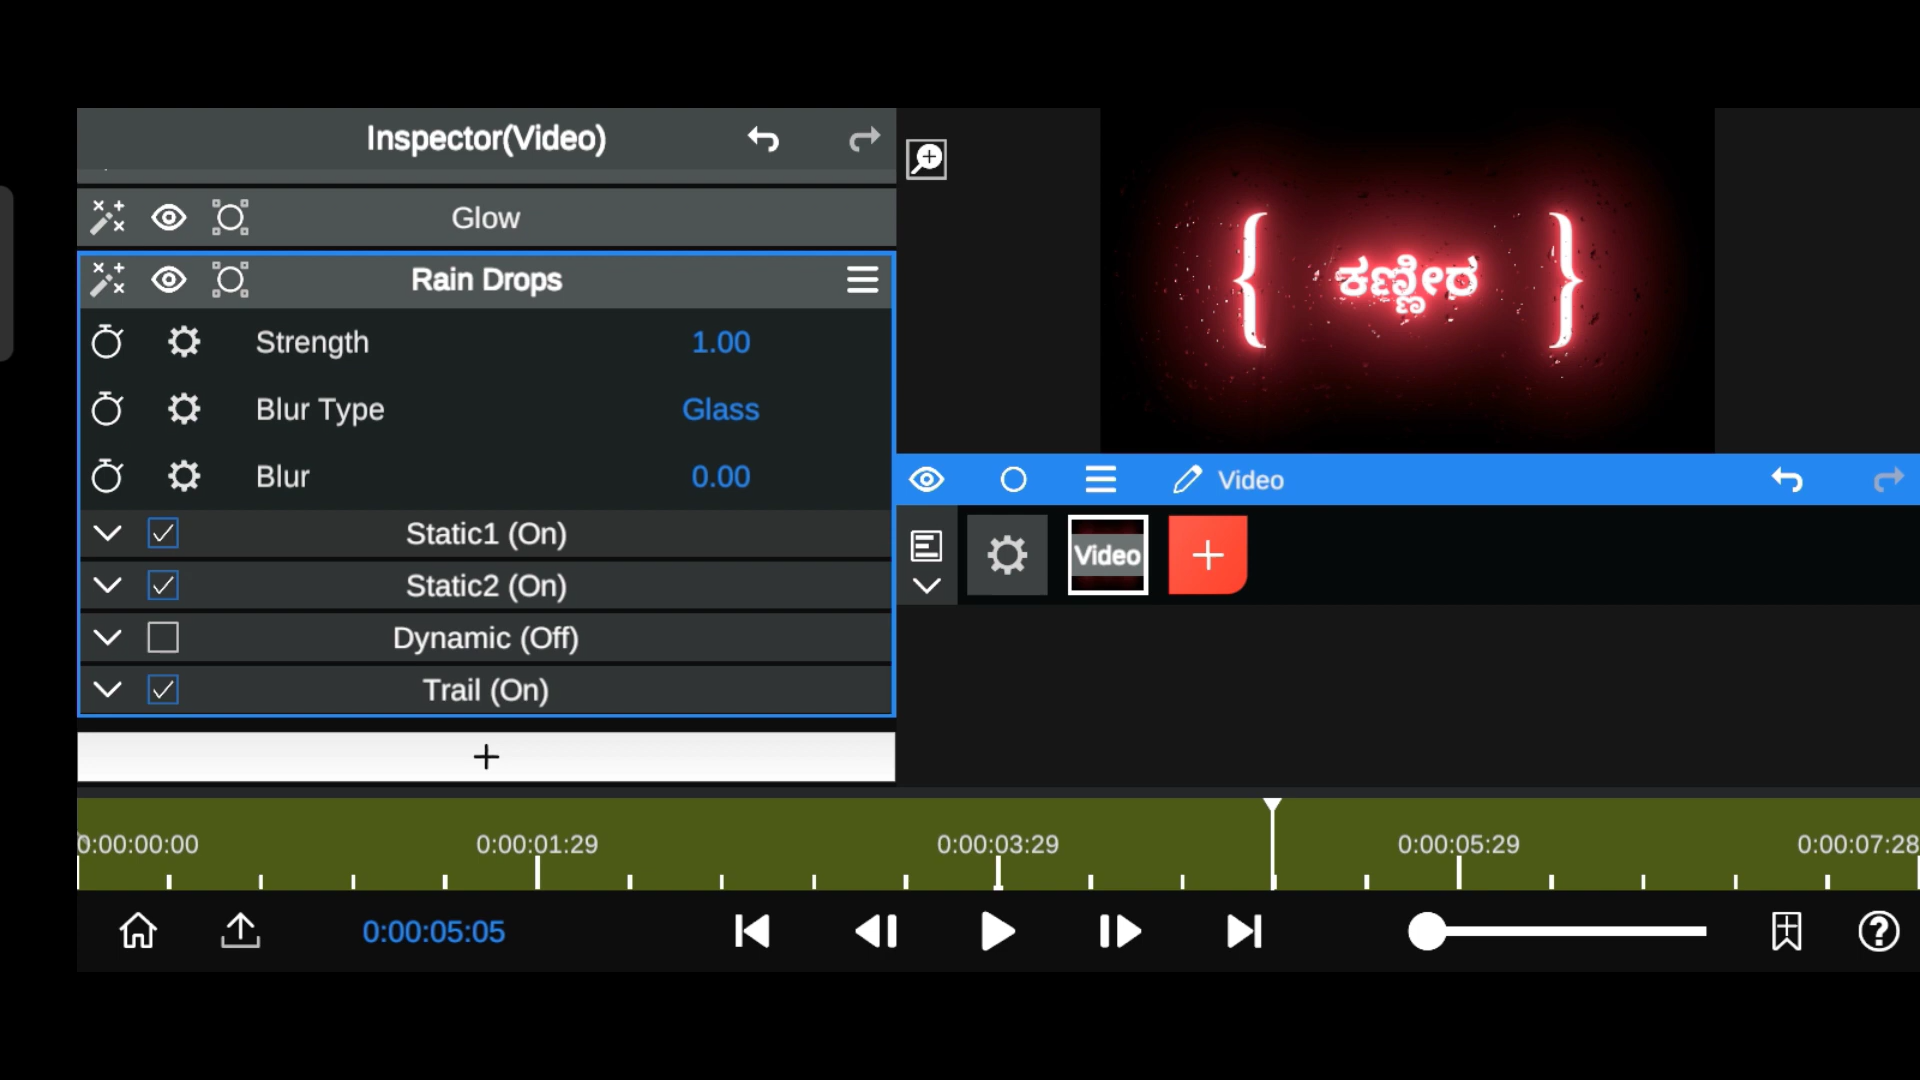 Inspector(Video)
Glow
Rain Drops
Strength 1.00
Blur Type Glass
Blur 0.00
Static1 (On)
Static2 (On)
Dynamic (Off)
Trail (On)
+
{ ಕಣ್ಣೀರ }
Video
Video
+
0:00:00:00 0:00:01:29 0:00:03:29 0:00:05:29 0:00:07:28
0:00:05:05